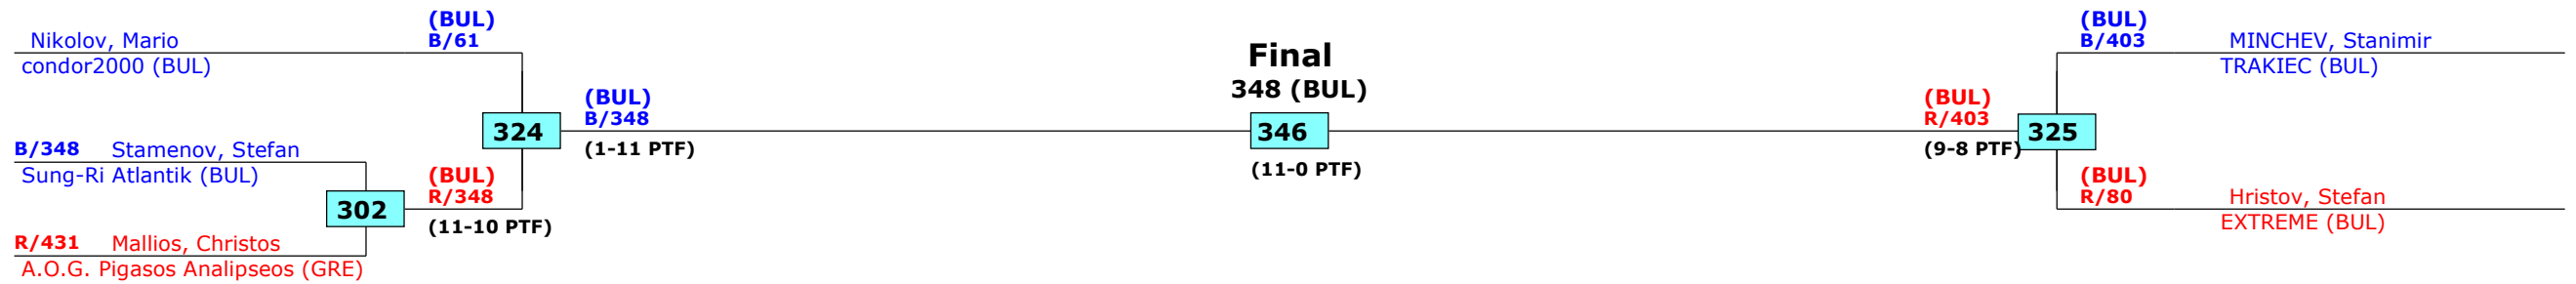 (BUL)
B/61
Nikolov, Mario
condor2000 (BUL)
B/348 Stamenov, Stefan
Sung-Ri Atlantik (BUL)
R/431 Mallios, Christos
A.O.G. Pigasos Analipseos (GRE)
302
(BUL)
R/348
(11-10 PTF)
324
(BUL)
B/348
(1-11 PTF)
Final
348 (BUL)
346
(11-0 PTF)
(BUL)
R/403
(9-8 PTF)
325
(BUL)
B/403
MINCHEV, Stanimir
TRAKIEC (BUL)
(BUL)
R/80
Hristov, Stefan
EXTREME (BUL)